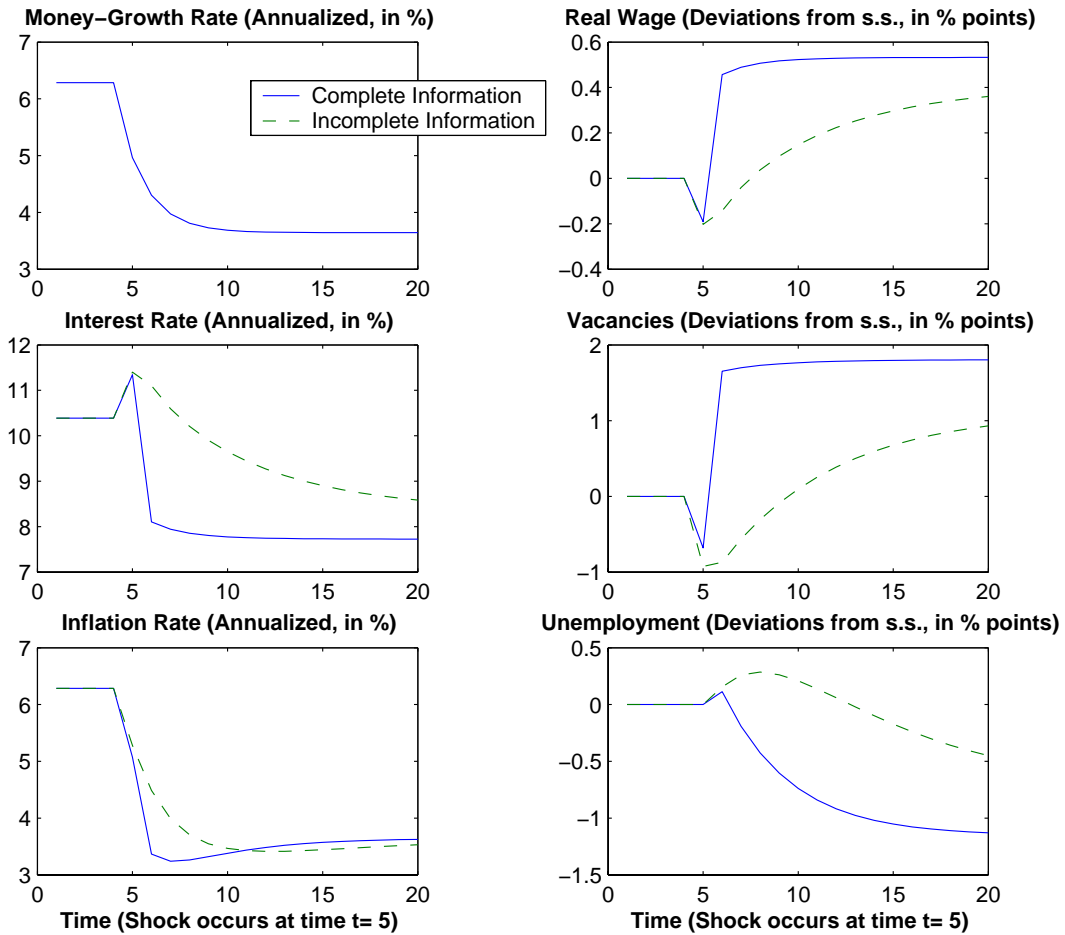 Money−Growth Rate (Annualized, in %)
7
6
5
4
3
0 5 10 15 20
Complete Information
Incomplete Information
Real Wage (Deviations from s.s., in % points)
0.6
0.4
0.2
0
−0.2
−0.4
0 5 10 15 20
Interest Rate (Annualized, in %)
12
11
10
9
8
7
0 5 10 15 20
Vacancies (Deviations from s.s., in % points)
2
1
0
−1
0 5 10 15 20
Inflation Rate (Annualized, in %)
7
6
5
4
3
0 5 10 15 20
Time (Shock occurs at time t= 5)
Unemployment (Deviations from s.s., in % points)
0.5
0
−0.5
−1
−1.5
0 5 10 15 20
Time (Shock occurs at time t= 5)